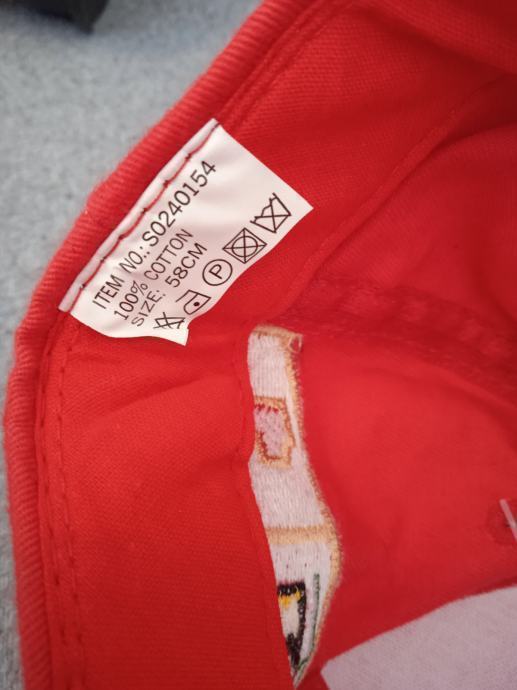 ITEM NO.: S0240154
100% COTTON
SIZE: 58CM
P